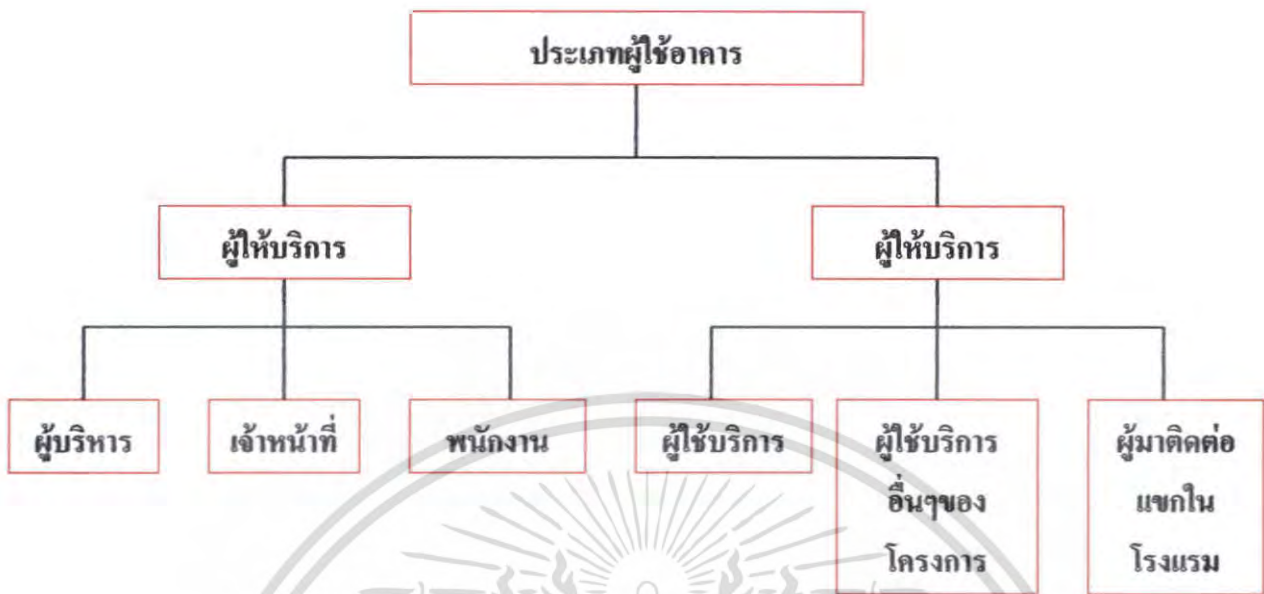 ประเภทผู้ใช้อาคาร
ผู้ให้บริการ
ผู้ให้บริการ
ผู้บริหาร
เจ้าหน้าที่
พนักงาน
ผู้ใช้บริการ
ผู้ใช้บริการ
อื่นๆของ
โครงการ
ผู้มาติดต่อ
แขกใน
โรงแรม